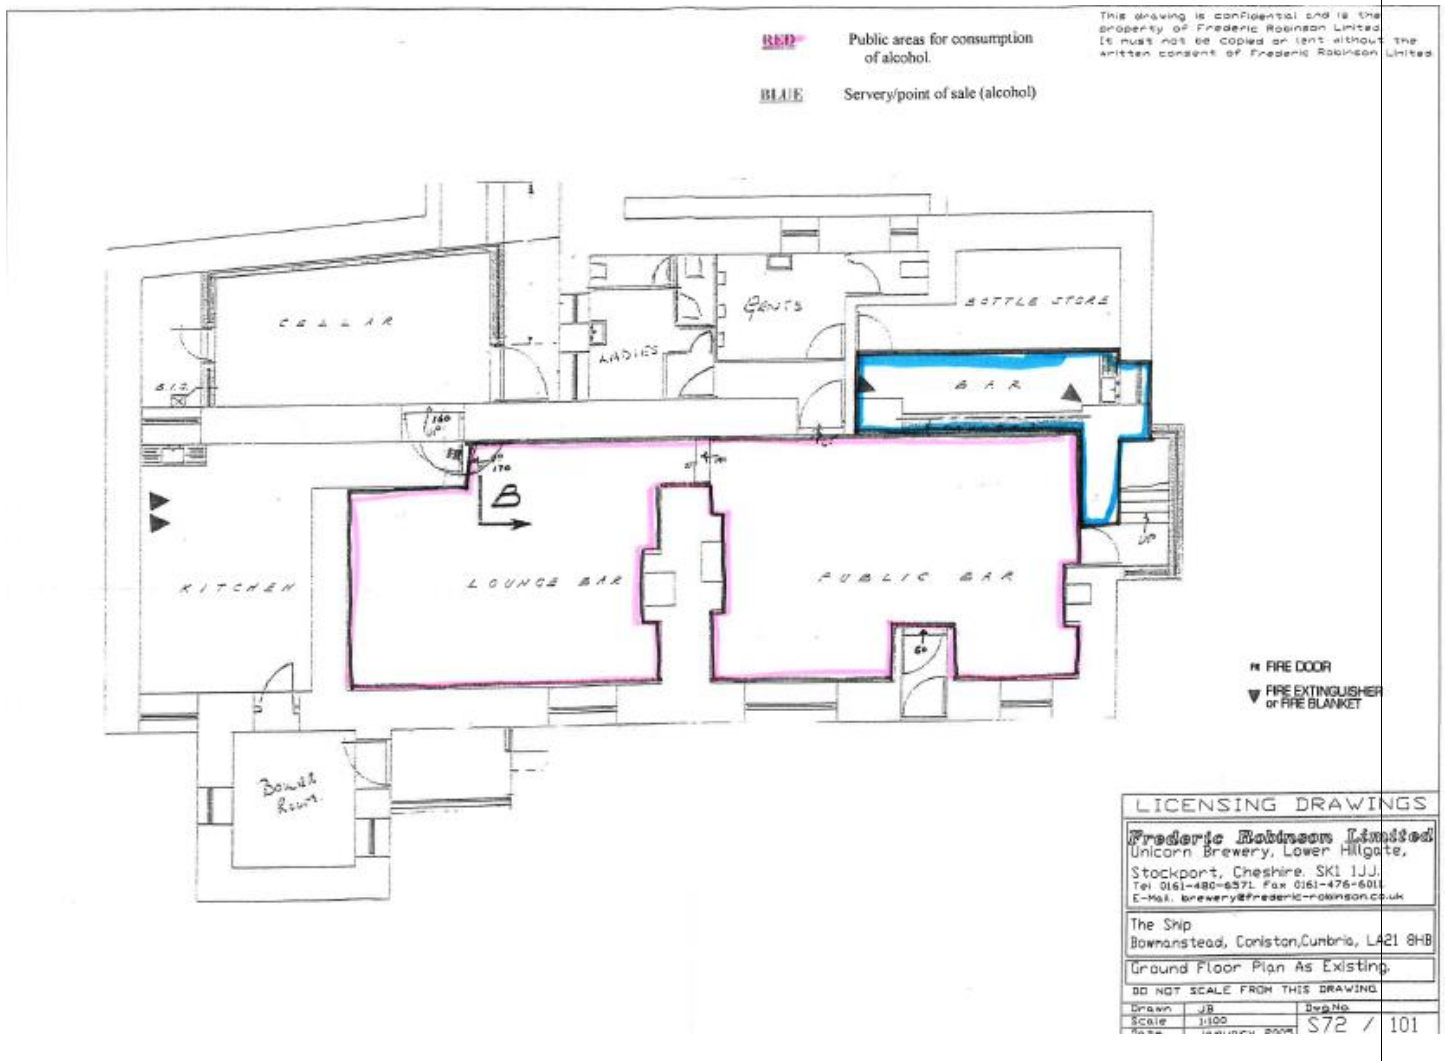 This drawing is confidential and is the
property of Frederic Robinson Limited
It must not be copied or lent without the
written consent of Frederic Robinson Limited
RED Public areas for consumption
of alcohol.
BLUE Servery/point of sale (alcohol)
CELLAR
LADIES
GENTS
BOTTLE STORE
BAR
160
UP
170
B
KITCHEN
LOUNGE BAR
PUBLIC BAR
UP
60
FIRE DOOR
FIRE EXTINGUISHER
or FIRE BLANKET
Room.
LICENSING DRAWINGS
Frederic Robinson Limited
Unicorn Brewery, Lower Hillgate,
Stockport, Cheshire. SK1 1JJ.
Tel 0161-480-6571 Fax 0161-476-6011
E-Mail. brewery@frederic-robinson.co.uk
The Ship
Bowmanstead, Coniston,Cumbria, LA21 8HB
Ground Floor Plan As Existing.
DO NOT SCALE FROM THIS DRAWING
Drawn JB Dwg.No.
Scale 1:100 S72 / 101